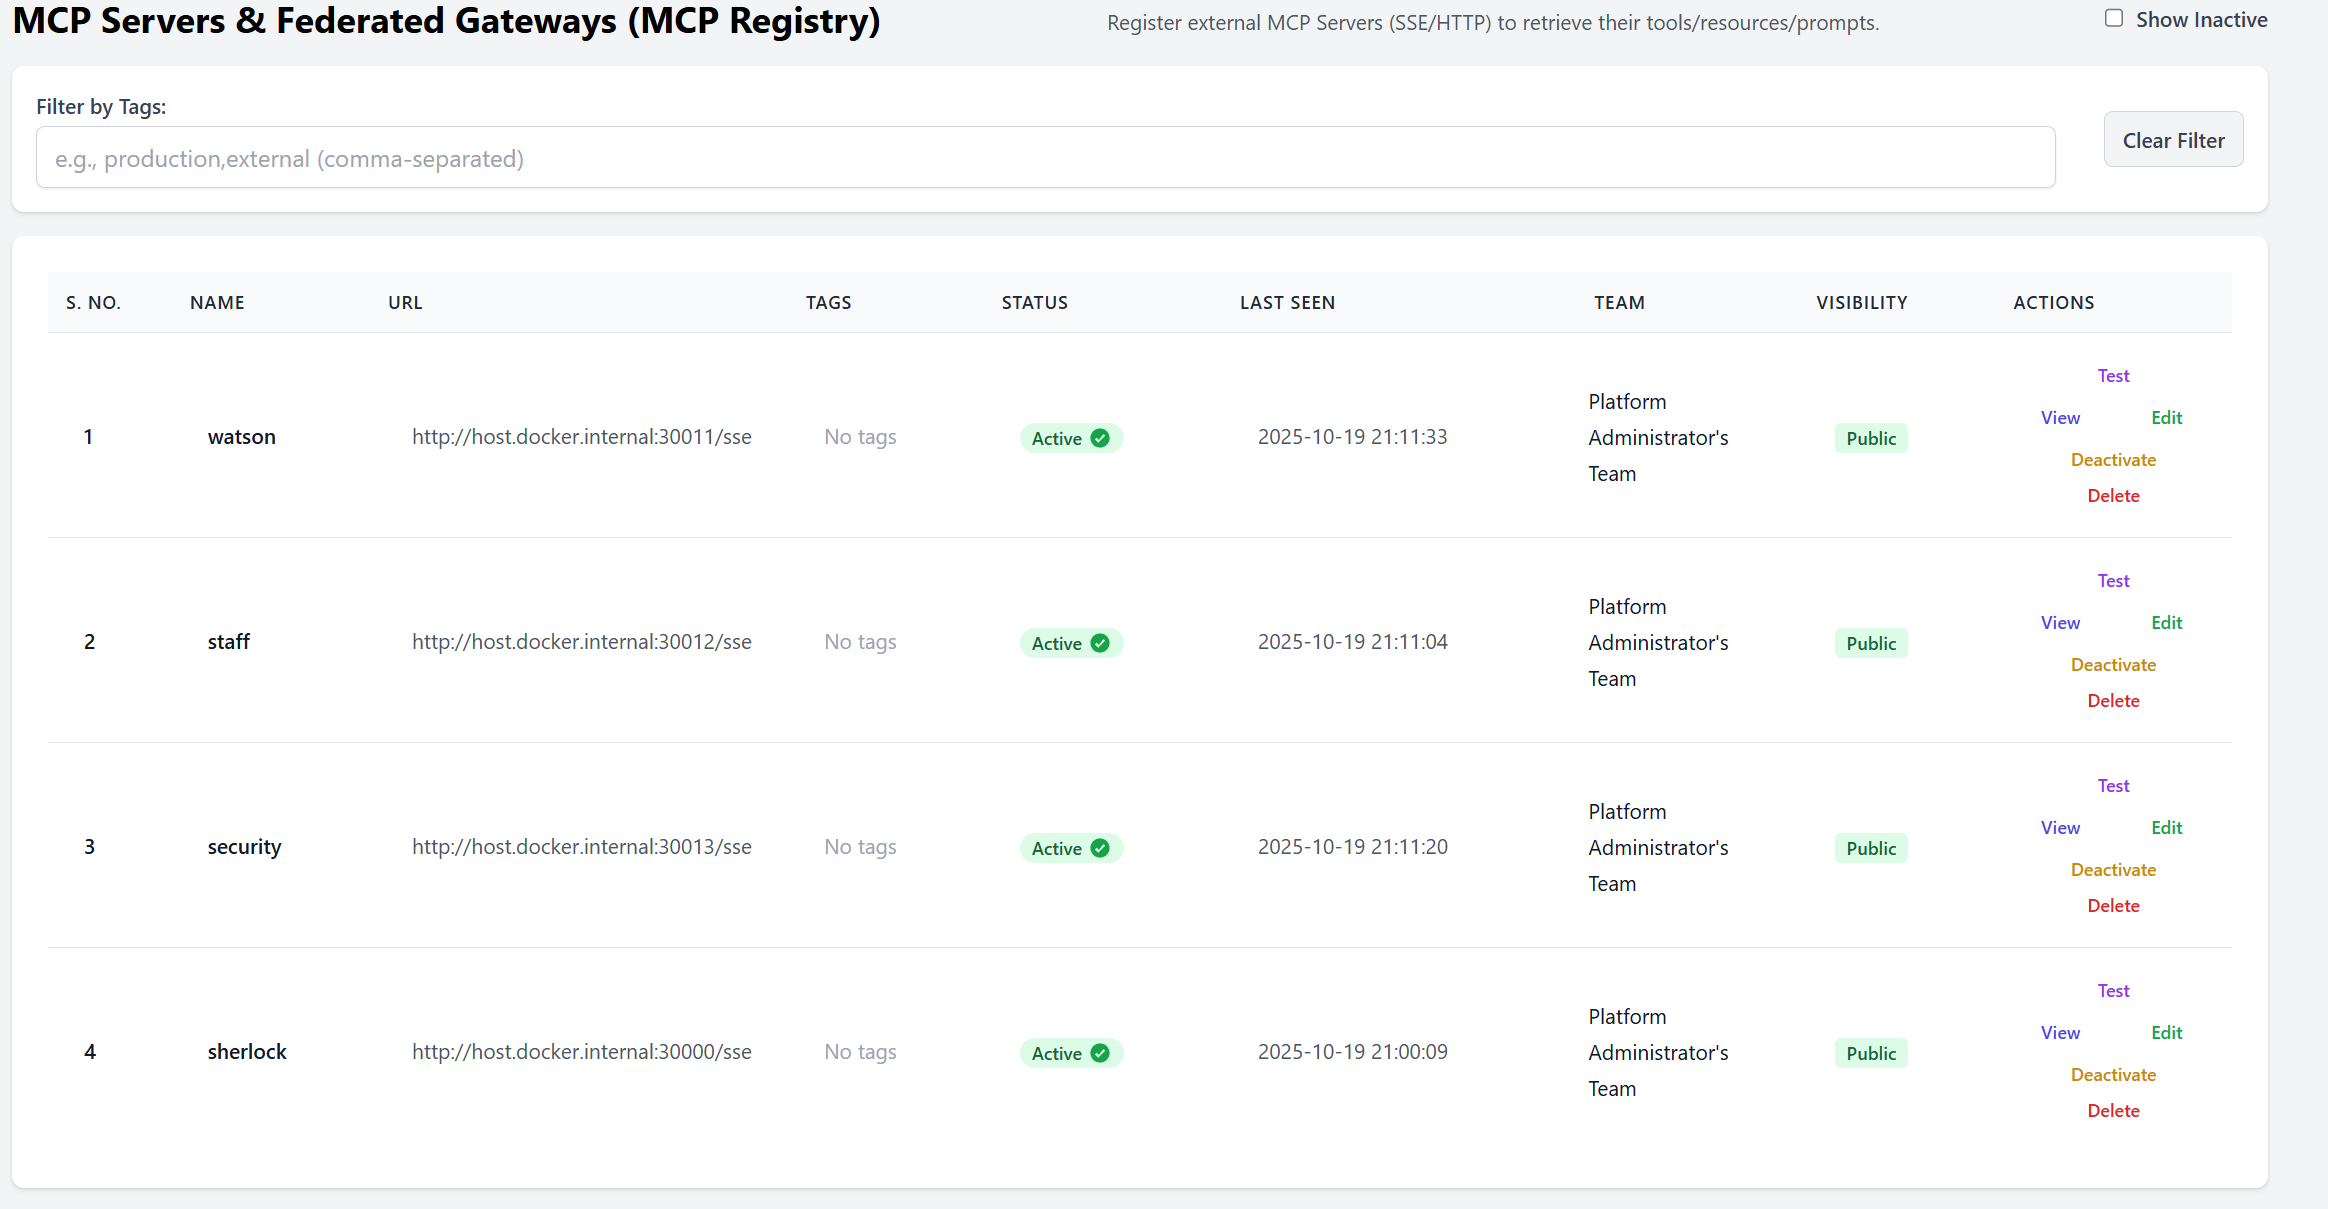 MCP Servers & Federated Gateways (MCP Registry)
Register external MCP Servers (SSE/HTTP) to retrieve their tools/resources/prompts.
Show Inactive
Filter by Tags:
e.g., production,external (comma-separated)
Clear Filter
S. NO. NAME URL TAGS STATUS LAST SEEN TEAM VISIBILITY ACTIONS
1 watson http://host.docker.internal:30011/sse No tags Active 2025-10-19 21:11:33
Platform
Administrator's
Team
Public
Test
View Edit
Deactivate
Delete
2 staff http://host.docker.internal:30012/sse No tags Active 2025-10-19 21:11:04
Platform
Administrator's
Team
Public
Test
View Edit
Deactivate
Delete
3 security http://host.docker.internal:30013/sse No tags Active 2025-10-19 21:11:20
Platform
Administrator's
Team
Public
Test
View Edit
Deactivate
Delete
4 sherlock http://host.docker.internal:30000/sse No tags Active 2025-10-19 21:00:09
Platform
Administrator's
Team
Public
Test
View Edit
Deactivate
Delete